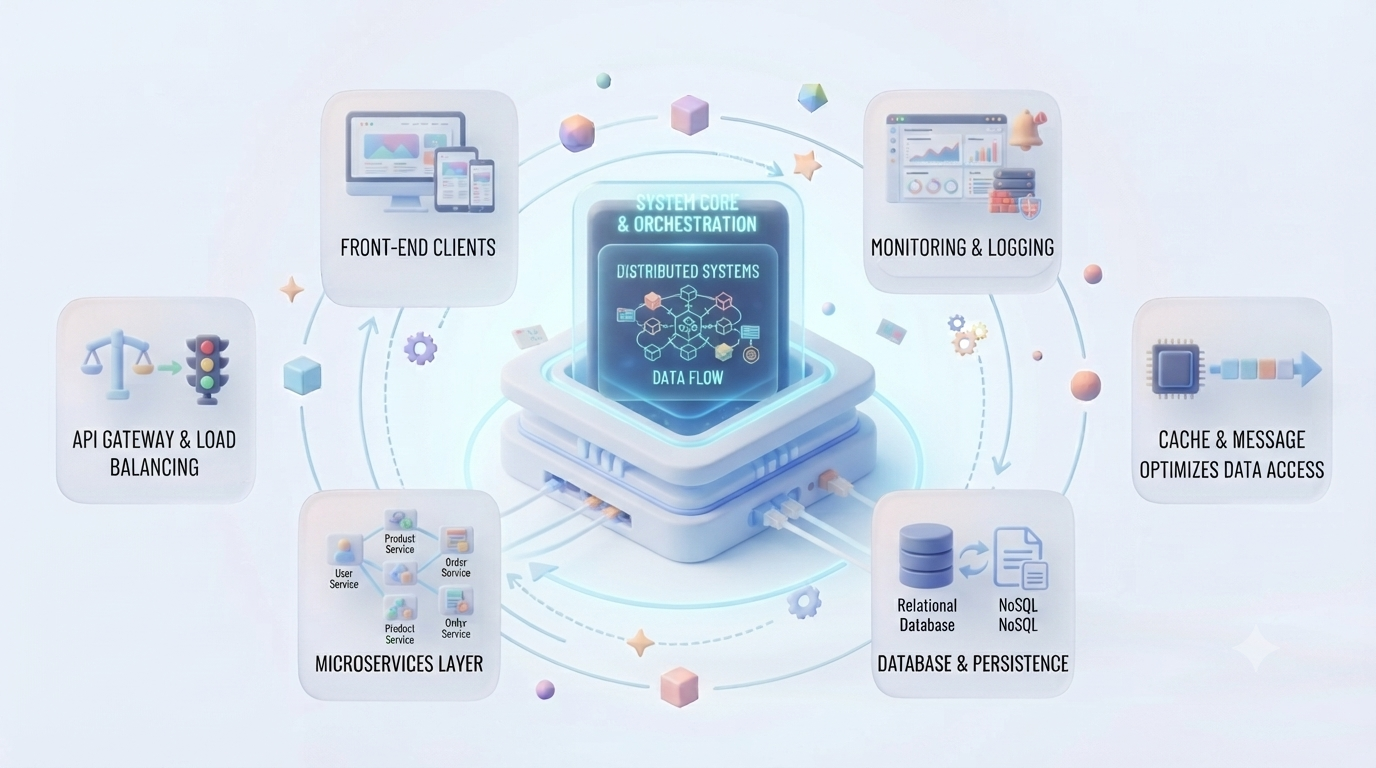 SYSTEM CORE
& ORCHESTRATION
DISTRIBUTED SYSTEMS
DATA FLOW
FRONT-END CLIENTS
MONITORING & LOGGING
API GATEWAY & LOAD
BALANCING
CACHE & MESSAGE
OPTIMIZES DATA ACCESS
User
Service
Product
Service
Ordsr
Sorvice
Piedoct
Service
Onhr
Service
MICROSERVICES LAYER
Relational
Database
NoSQL
NoSQL
DATABASE & PERSISTENCE